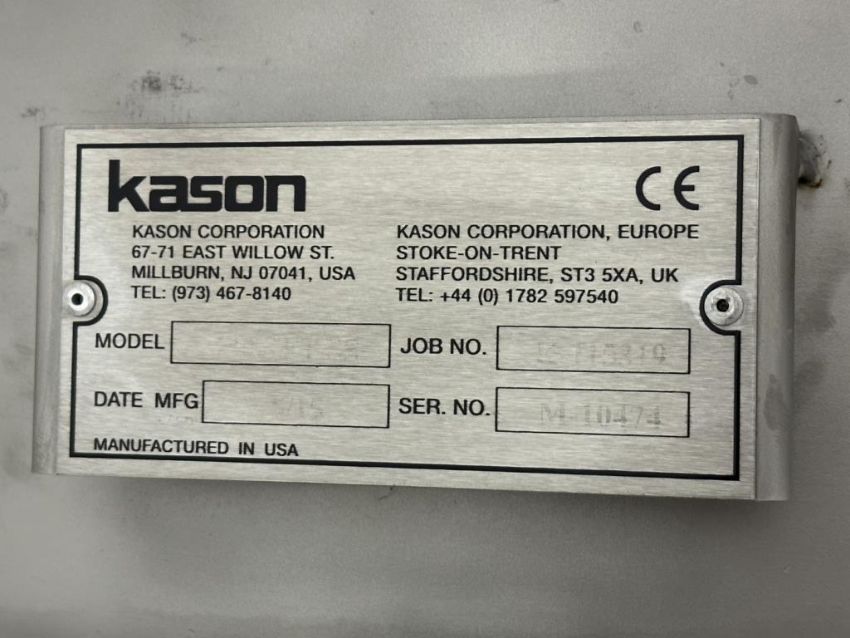 kason
CE
KASON CORPORATION
67-71 EAST WILLOW ST.
MILLBURN, NJ 07041, USA
TEL: (973) 467-8140
KASON CORPORATION, EUROPE
STOKE-ON-TRENT
STAFFORDSHIRE, ST3 5XA, UK
TEL: +44 (0) 1782 597540
MODEL
JOB NO.
DATE MFG
SER. NO. M-10474
MANUFACTURED IN USA